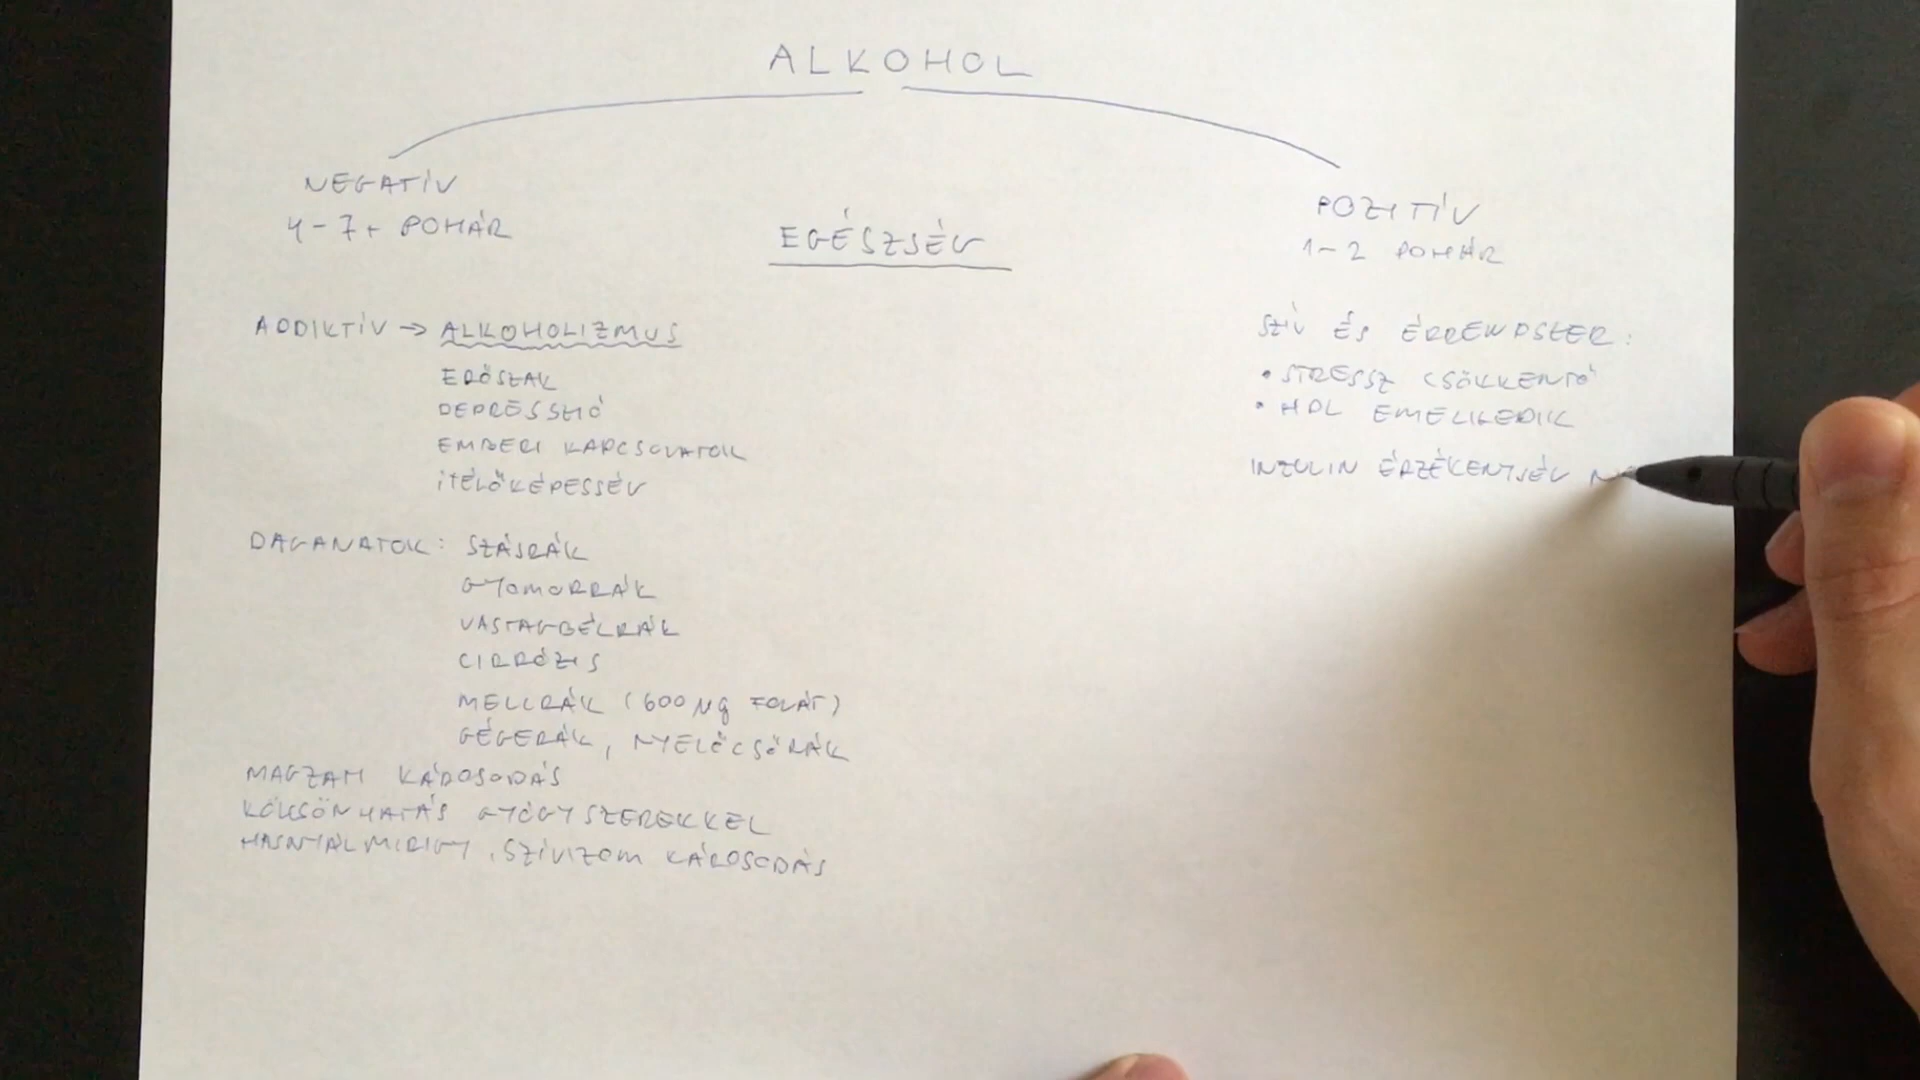 ALKOHOL
NEGATÍV
4-7+ POHÁR
EGÉSZSÉG
POZITÍV
1-2 POHÁR
ADDIKTÍV → ALKOHOLIZMUS
ERŐSZAK
DEPRESSZIÓ
EMBERI KAPCSOLATOK
ÍTÉLŐKÉPESSÉG
DAGANATOK: SZÁJRÁK
GYOMORRÁK
VASTAGBÉLRÁK
CIRRÓZIS
MELLRÁK (600 µg FOLÁT)
GÉGERÁK, NYELŐCSŐRÁK
MAGZATI KÁROSODÁS
KÖLCSÖNHATÁS GYÓGYSZEREKKEL
HASNYÁLMIRIGY, SZÍVIZOM KÁROSODÁS
SZÍV ÉS ÉRRENDSZER:
• STRESSZ CSÖKKENTŐ
• HDL EMELKEDIK
INZULIN ÉRZÉKENYSÉG